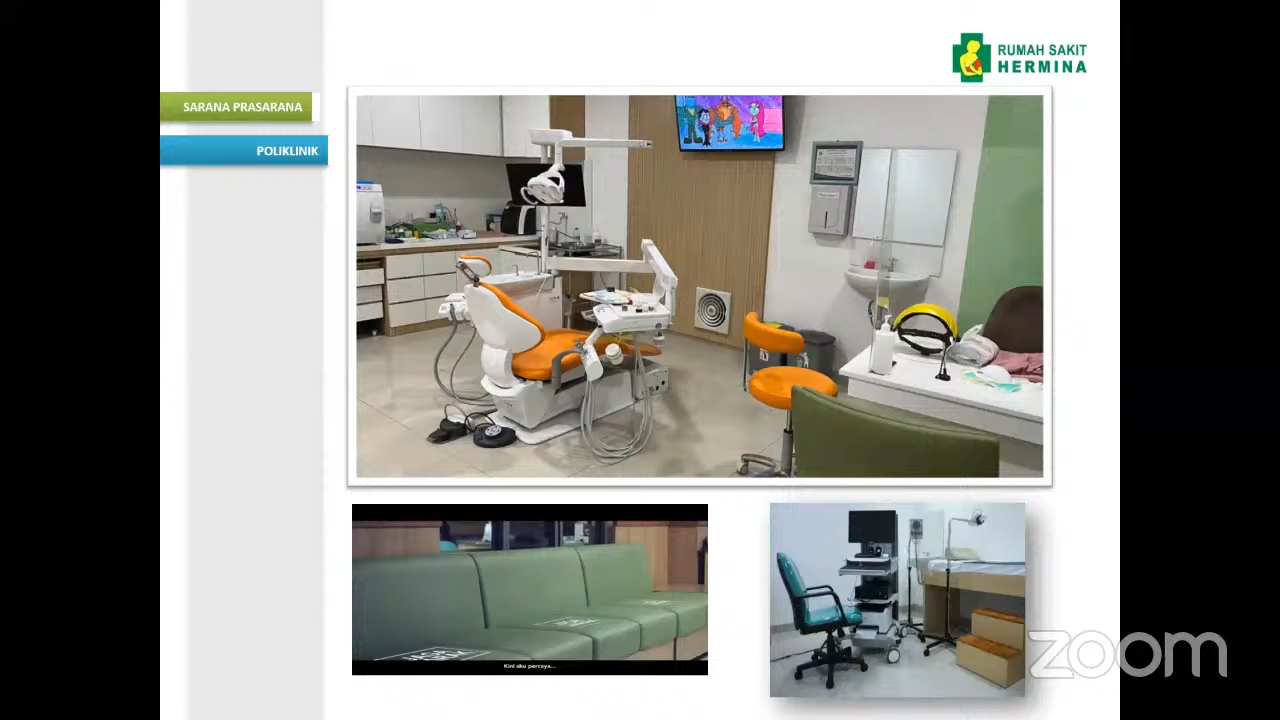 RUMAH SAKIT
HERMINA
SARANA PRASARANA
POLIKLINIK
Kini aku percaya...
zoom